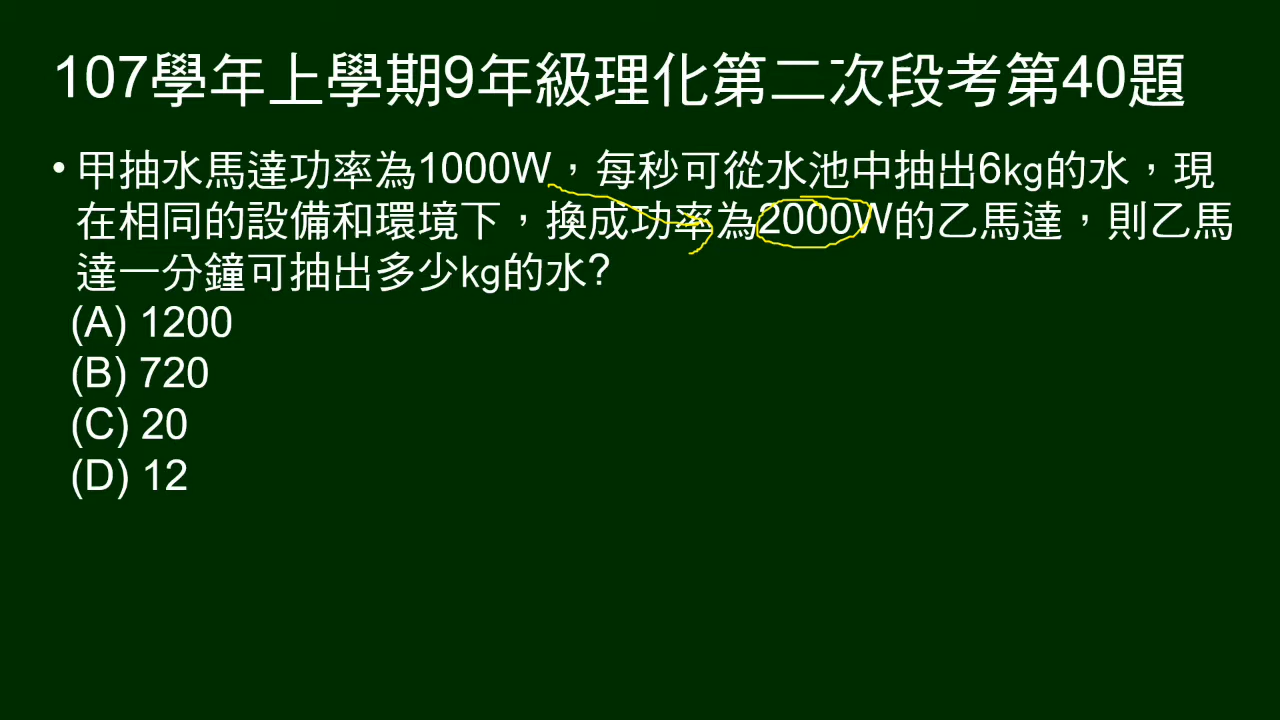 107學年上學期9年級理化第二次段考第40題
• 甲抽水馬達功率為1000W，每秒可從水池中抽出6kg的水，現
在相同的設備和環境下，換成功率為2000W的乙馬達，則乙馬
達一分鐘可抽出多少kg的水?
(A) 1200
(B) 720
(C) 20
(D) 12